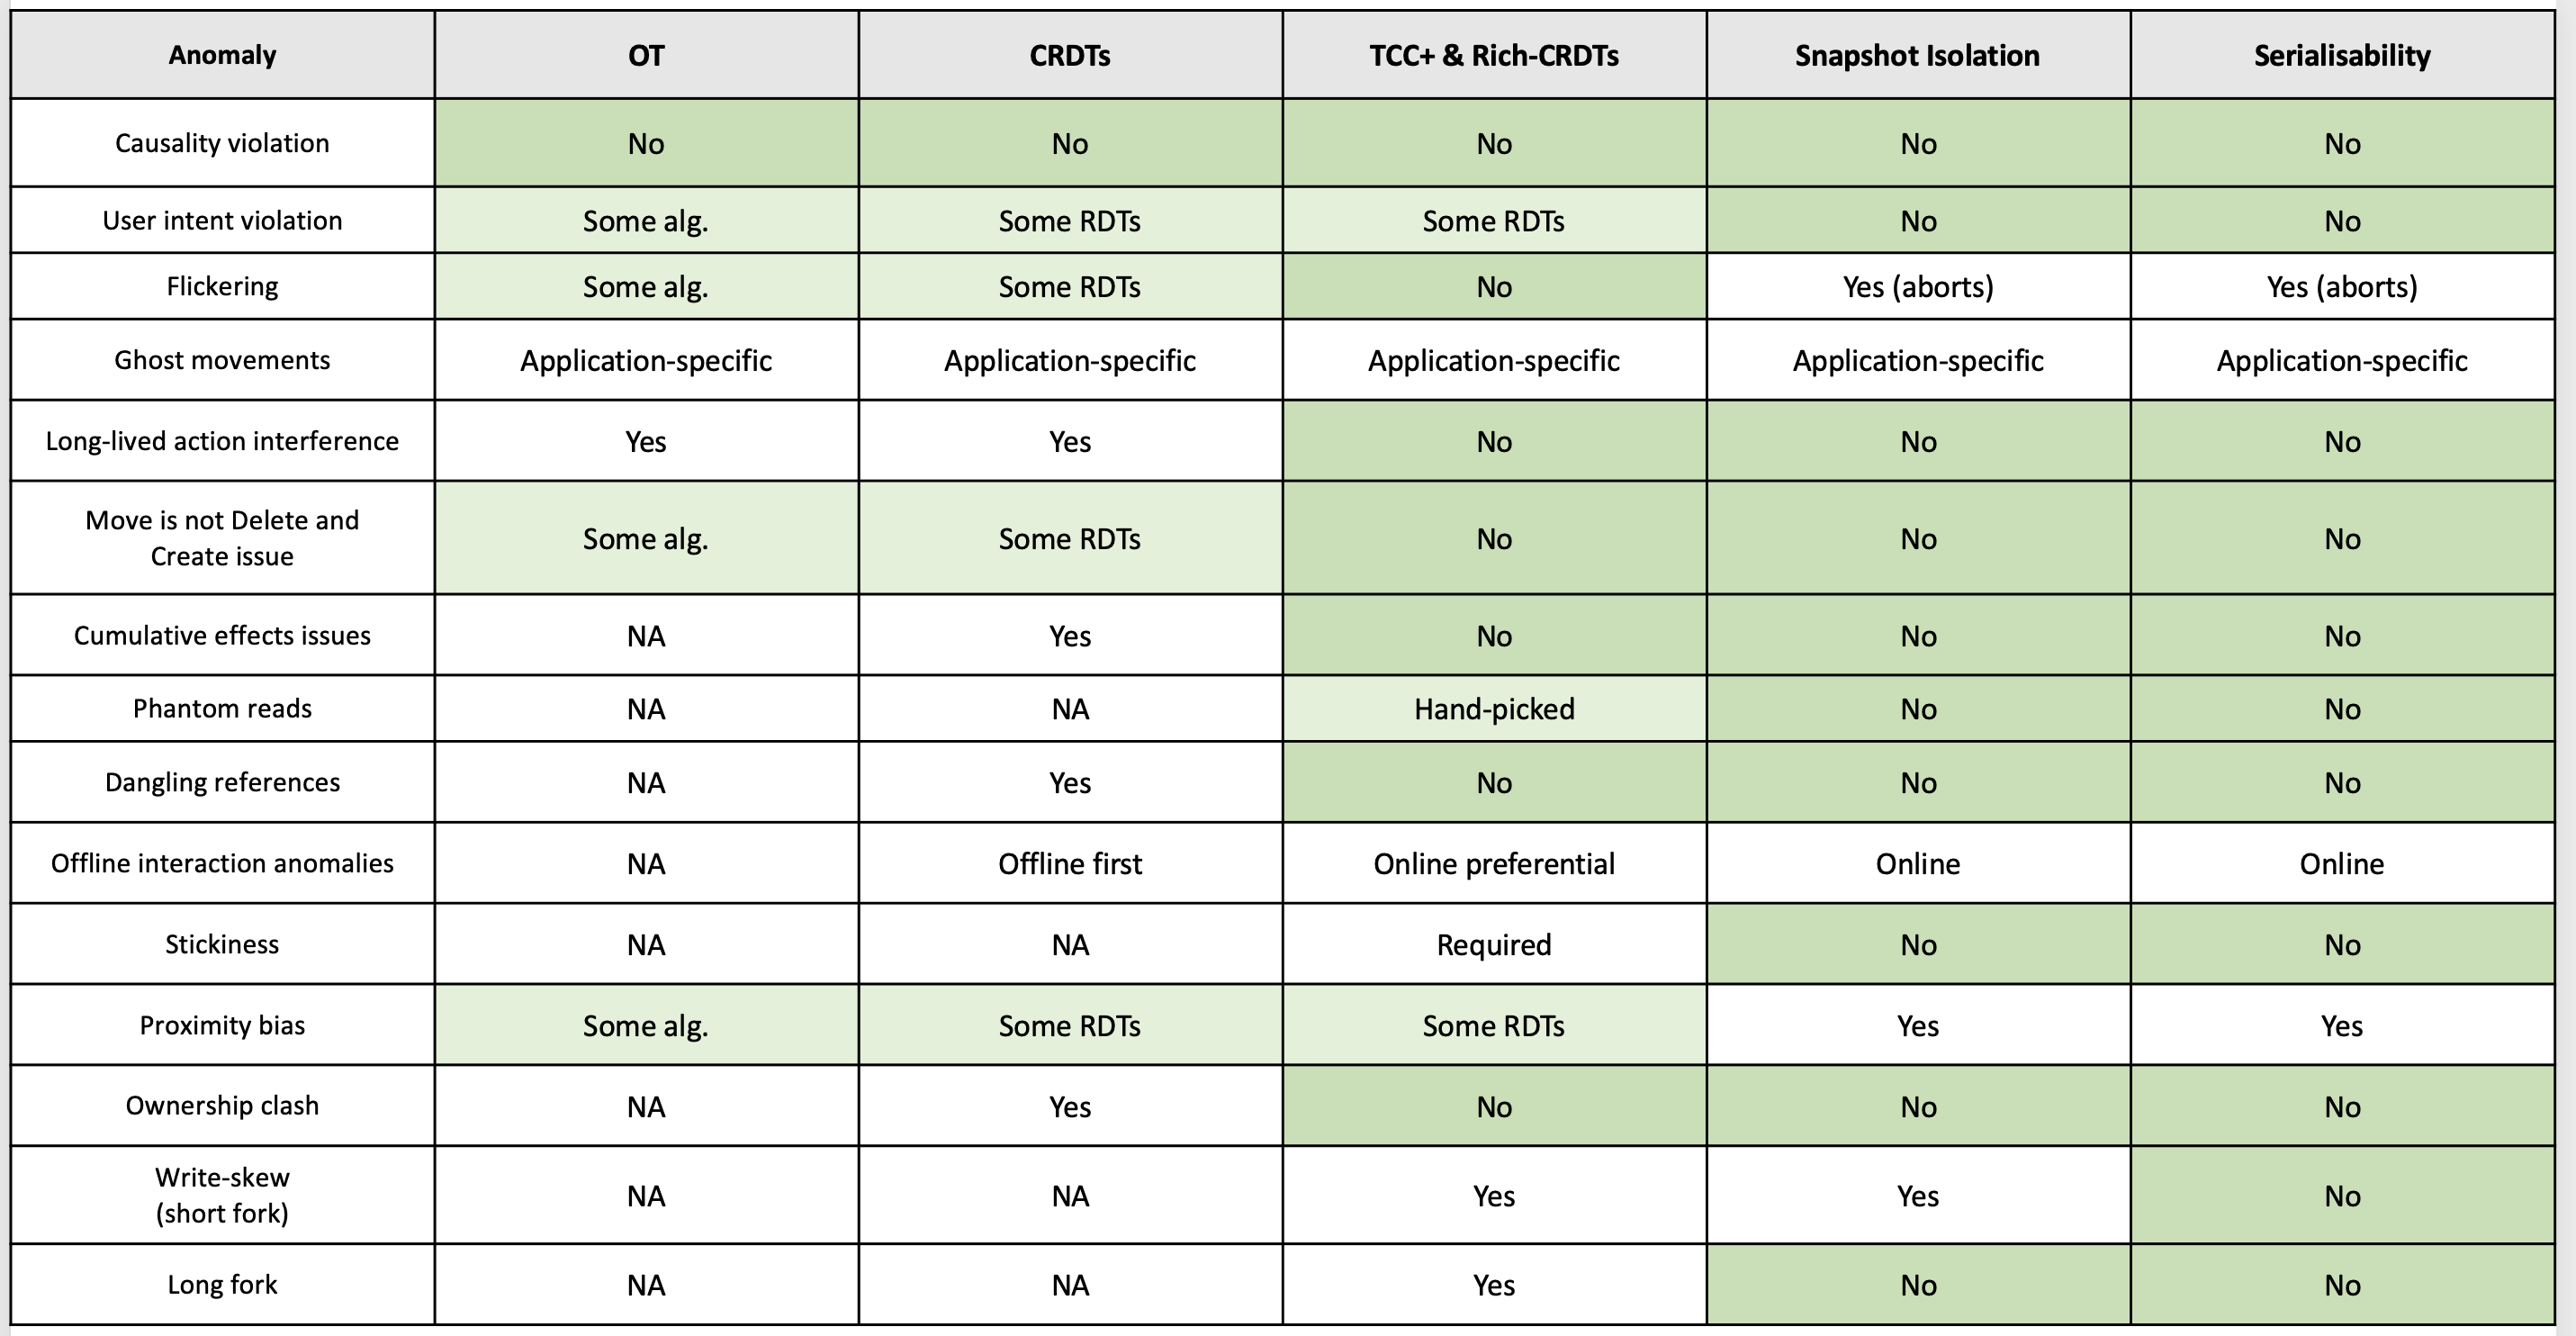 Anomaly OT CRDTs TCC+ & Rich-CRDTs Snapshot Isolation Serialisability
Causality violation No No No No No
User intent violation Some alg. Some RDTs Some RDTs No No
Flickering Some alg. Some RDTs No Yes (aborts) Yes (aborts)
Ghost movements Application-specific Application-specific Application-specific Application-specific Application-specific
Long-lived action interference Yes Yes No No No
Move is not Delete and
Create issue Some alg. Some RDTs No No No
Cumulative effects issues NA Yes No No No
Phantom reads NA NA Hand-picked No No
Dangling references NA Yes No No No
Offline interaction anomalies NA Offline first Online preferential Online Online
Stickiness NA NA Required No No
Proximity bias Some alg. Some RDTs Some RDTs Yes Yes
Ownership clash NA Yes No No No
Write-skew
(short fork) NA NA Yes Yes No
Long fork NA NA Yes No No